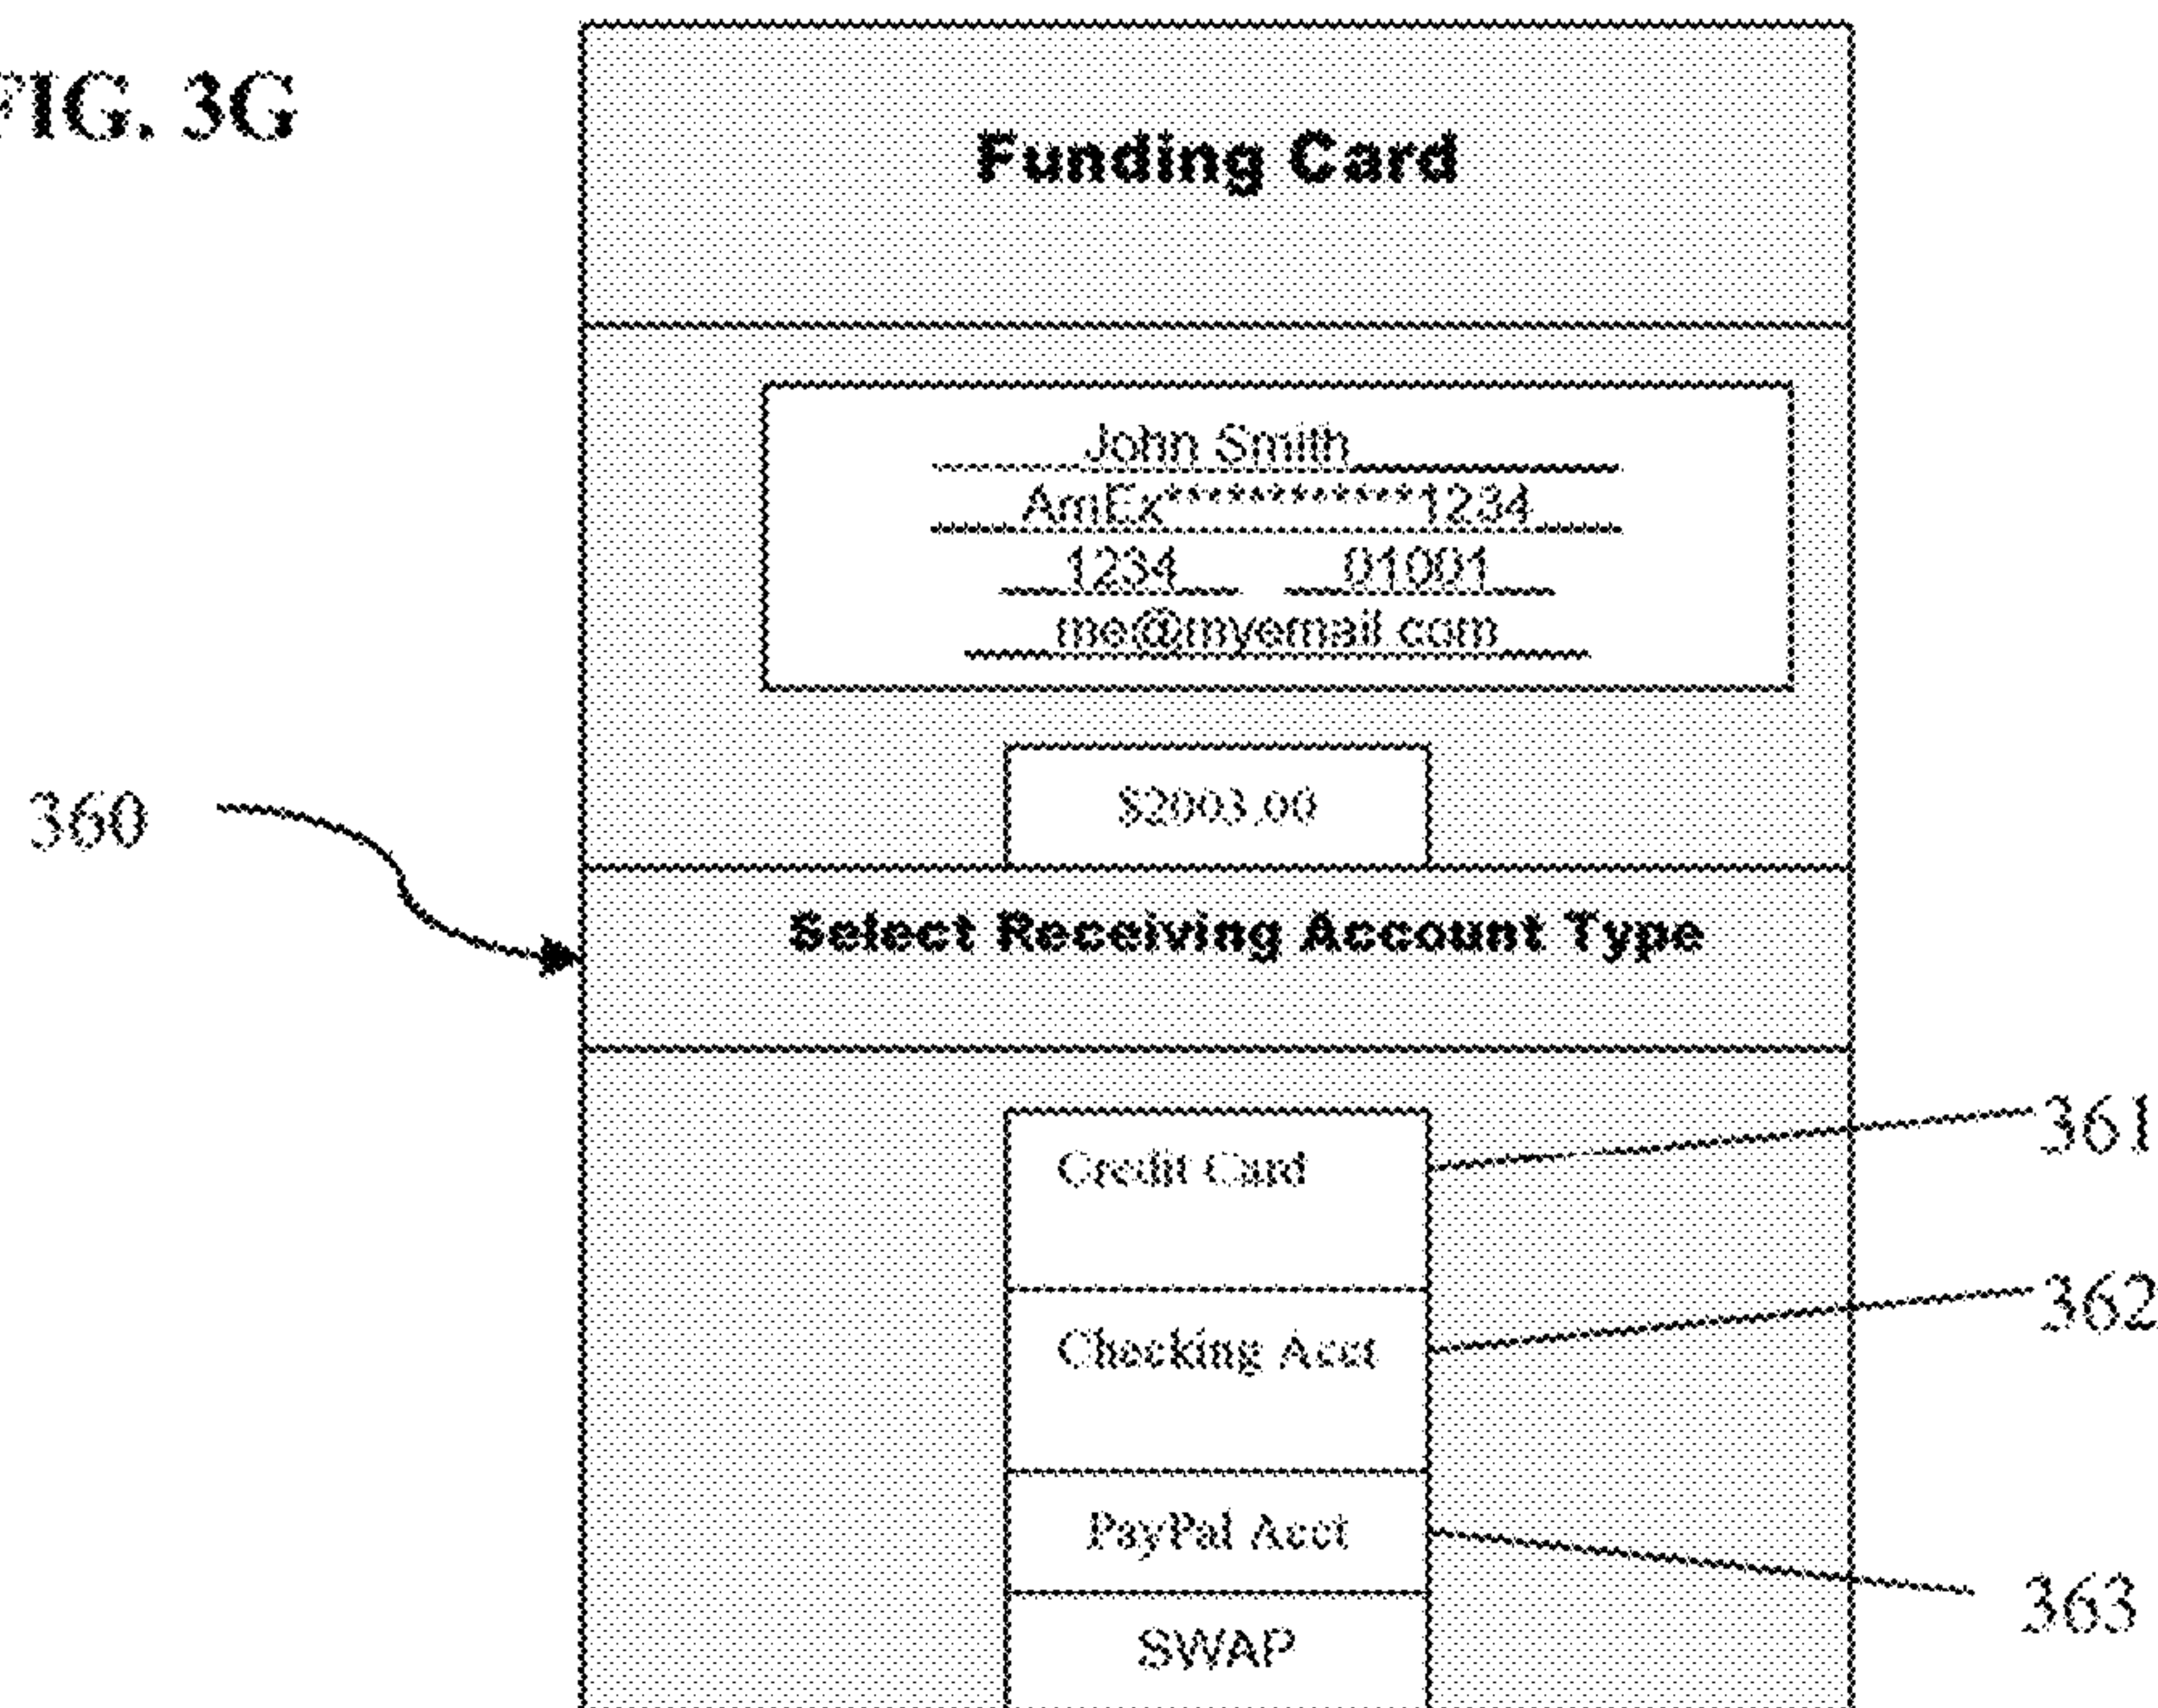 FIG. 3G
Funding Card
John Smith
AmEx************1234
1234 01001
me@myemail.com
$2003.00
360
Select Receiving Account Type
Credit Card
361
Checking Acct
362
PayPal Acct
363
SWAP